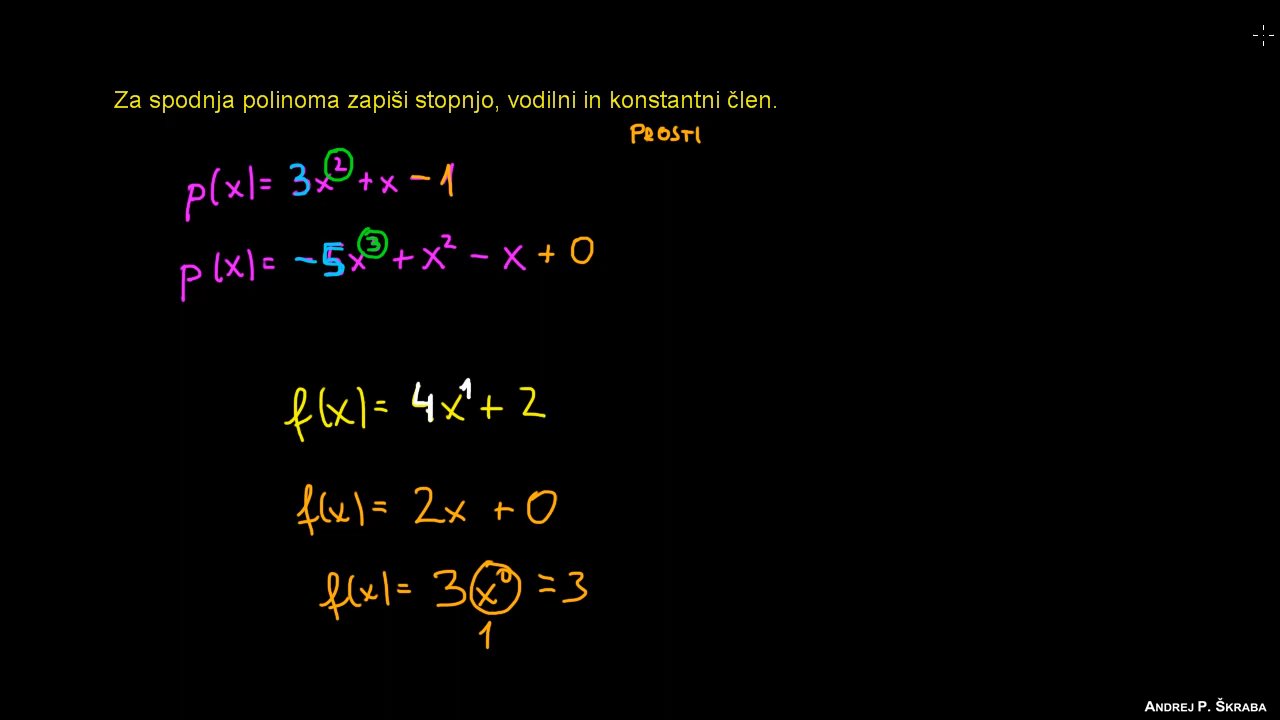 Za spodnja polinoma zapiši stopnjo, vodilni in konstantni člen.
PROSTI
p(x)= 3x² + x - 1
p(x)= -5x³ + x² - x + 0
f(x)= 4x¹ + 2
f(x)= 2x + 0
f(x)= 3x⁰ = 3
1
ANDREJ P. ŠKRABA